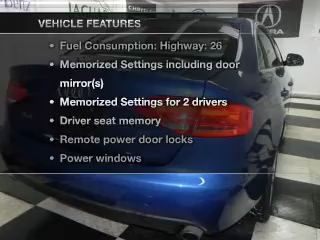 VEHICLE FEATURES
• Fuel Consumption: Highway: 26
• Memorized Settings including door
mirror(s)
• Memorized Settings for 2 drivers
• Driver seat memory
• Remote power door locks
• Power windows